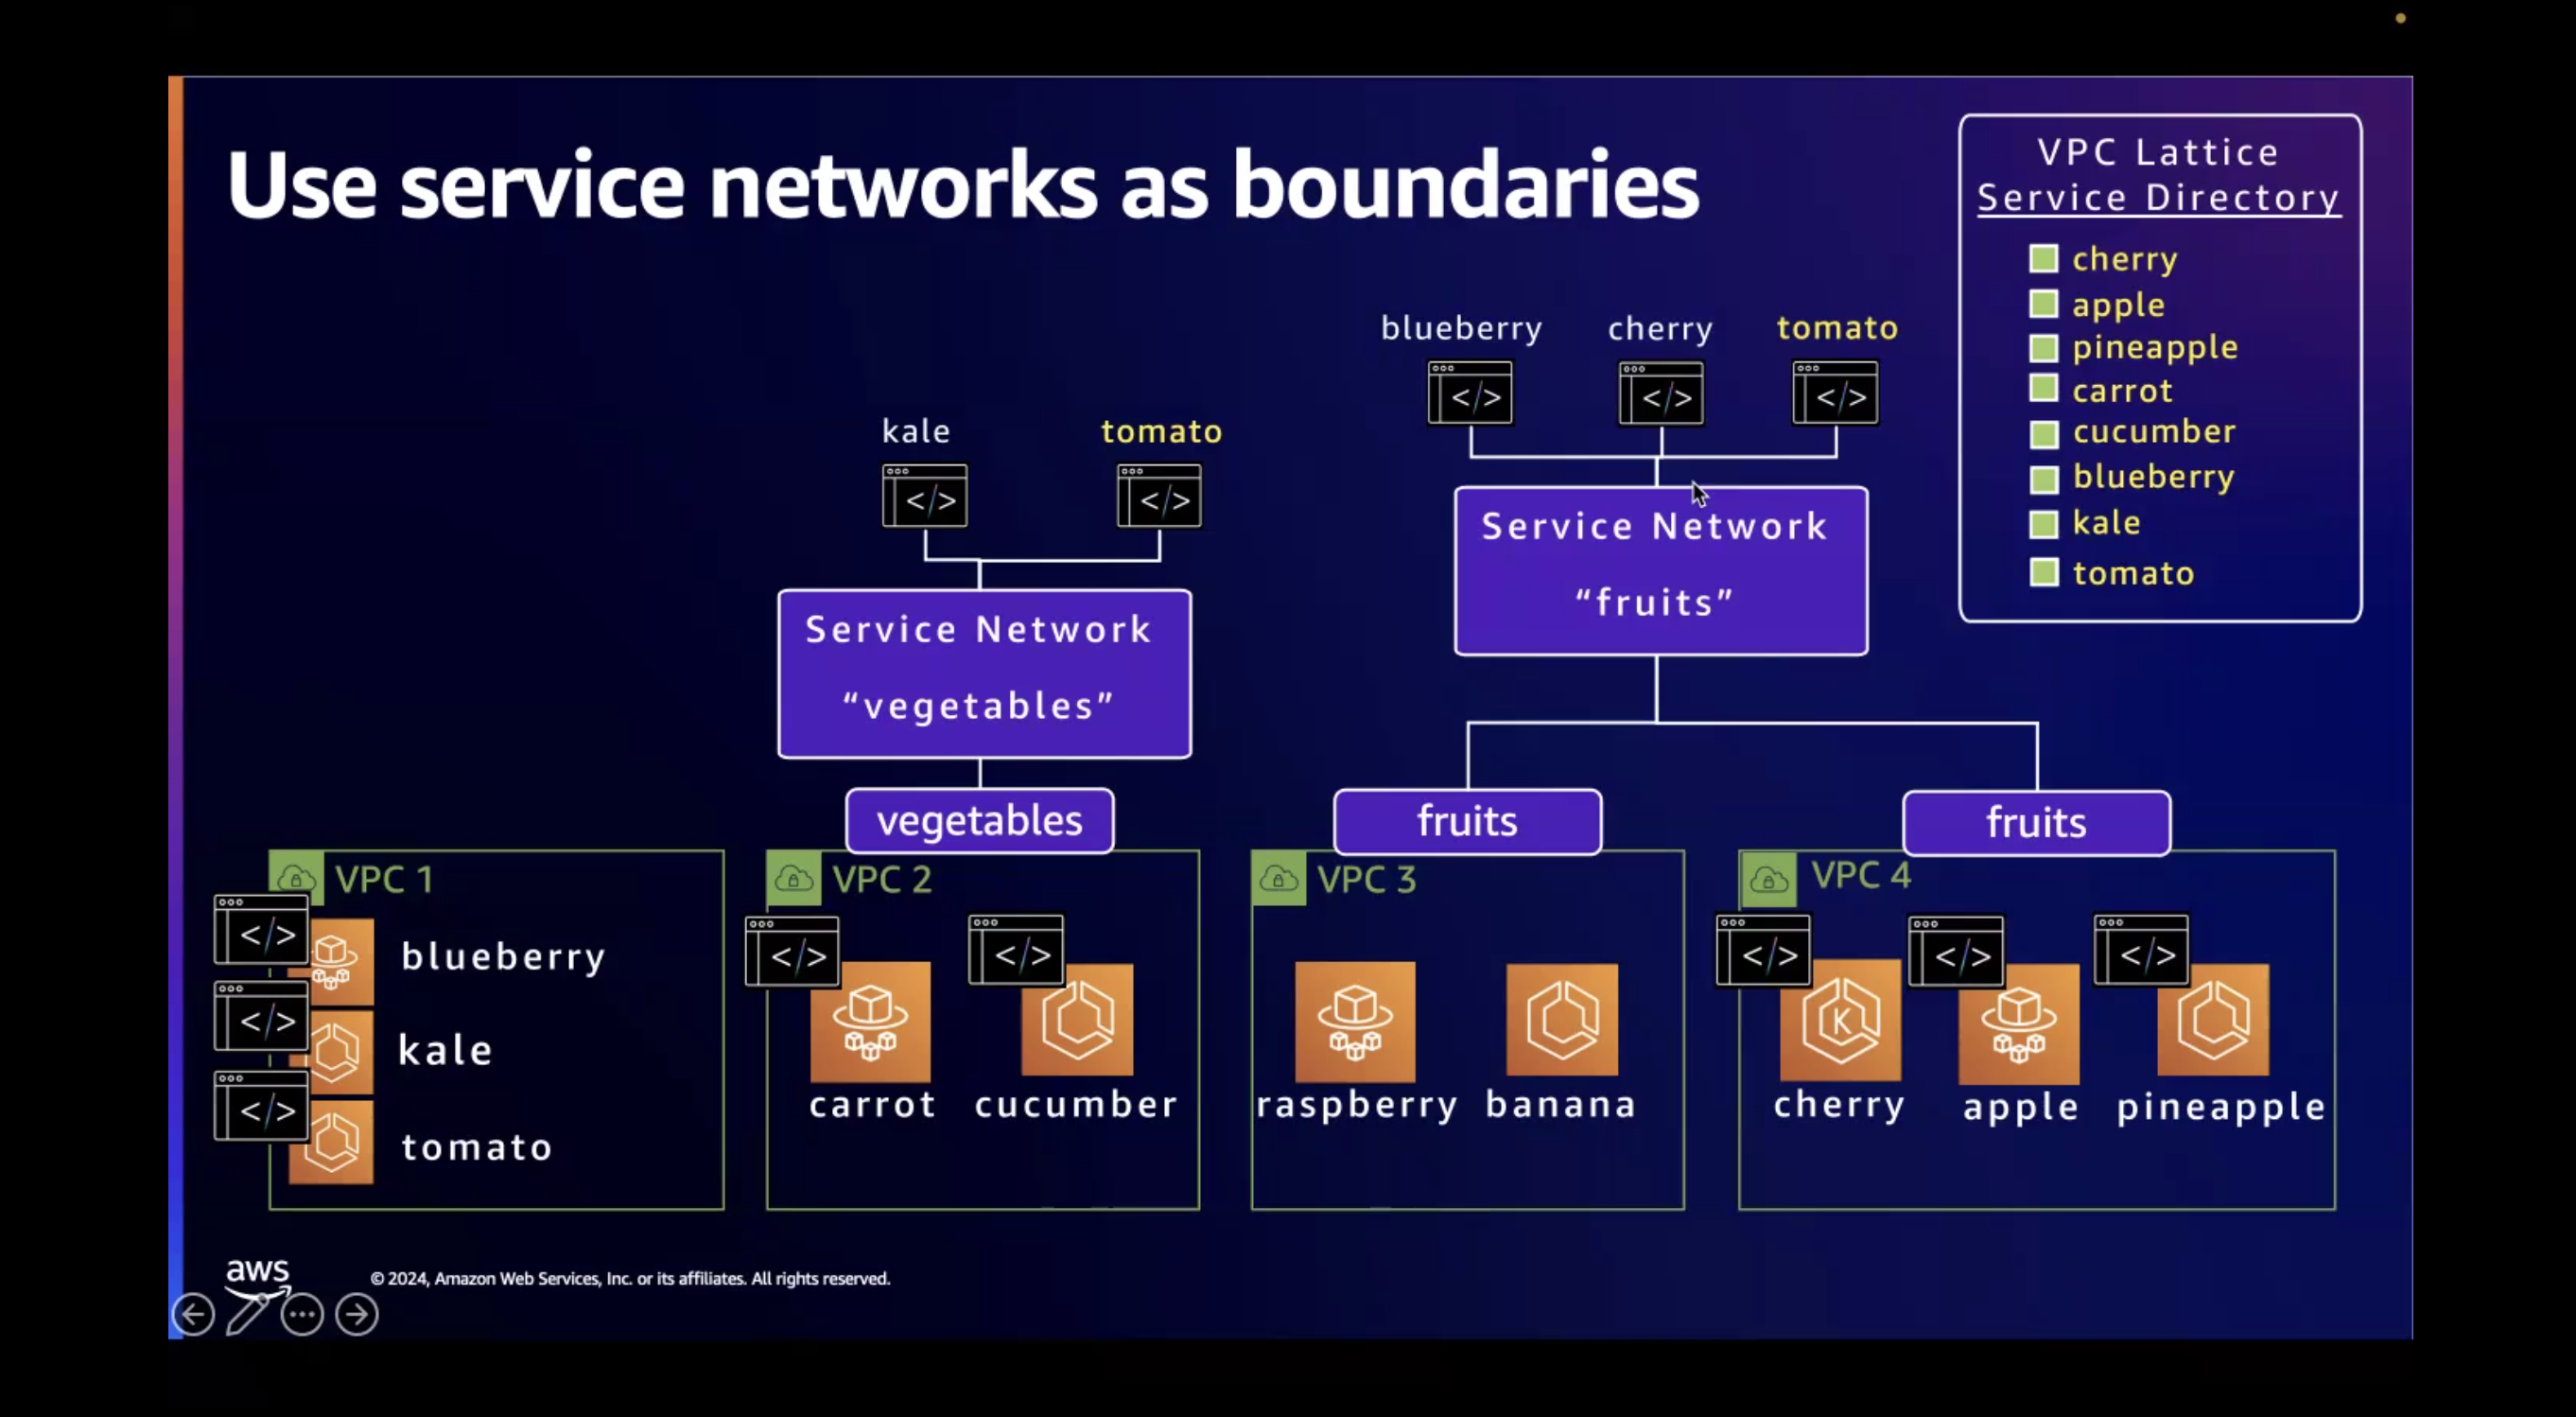 Use service networks as boundaries
VPC Lattice
Service Directory
cherry
apple
pineapple
carrot
cucumber
blueberry
kale
tomato
blueberry cherry tomato
</> </> </>
kale tomato
</> </>
Service Network
“fruits”
Service Network
“vegetables”
vegetables fruits fruits
VPC 1
</> blueberry
</> kale
</> tomato
VPC 2
</> </>
carrot cucumber
VPC 3
raspberry banana
VPC 4
</> </> </>
K
cherry apple pineapple
aws
© 2024, Amazon Web Services, Inc. or its affiliates. All rights reserved.